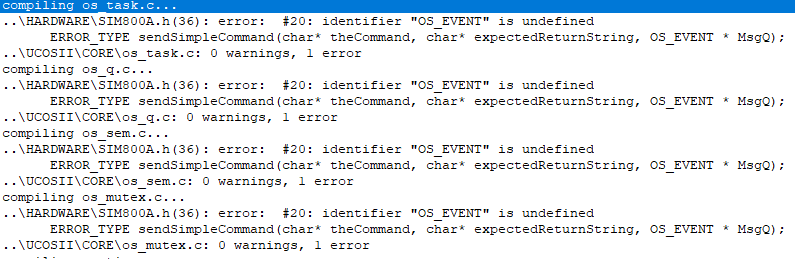 compiling os_task.c...
..\HARDWARE\SIM800A.h(36): error:  #20: identifier "OS_EVENT" is undefined
      ERROR_TYPE sendSimpleCommand(char* theCommand, char* expectedReturnString, OS_EVENT * MsgQ);
..\UCOSII\CORE\os_task.c: 0 warnings, 1 error
compiling os_q.c...
..\HARDWARE\SIM800A.h(36): error:  #20: identifier "OS_EVENT" is undefined
      ERROR_TYPE sendSimpleCommand(char* theCommand, char* expectedReturnString, OS_EVENT * MsgQ);
..\UCOSII\CORE\os_q.c: 0 warnings, 1 error
compiling os_sem.c...
..\HARDWARE\SIM800A.h(36): error:  #20: identifier "OS_EVENT" is undefined
      ERROR_TYPE sendSimpleCommand(char* theCommand, char* expectedReturnString, OS_EVENT * MsgQ);
..\UCOSII\CORE\os_sem.c: 0 warnings, 1 error
compiling os_mutex.c...
..\HARDWARE\SIM800A.h(36): error:  #20: identifier "OS_EVENT" is undefined
      ERROR_TYPE sendSimpleCommand(char* theCommand, char* expectedReturnString, OS_EVENT * MsgQ);
..\UCOSII\CORE\os_mutex.c: 0 warnings, 1 error